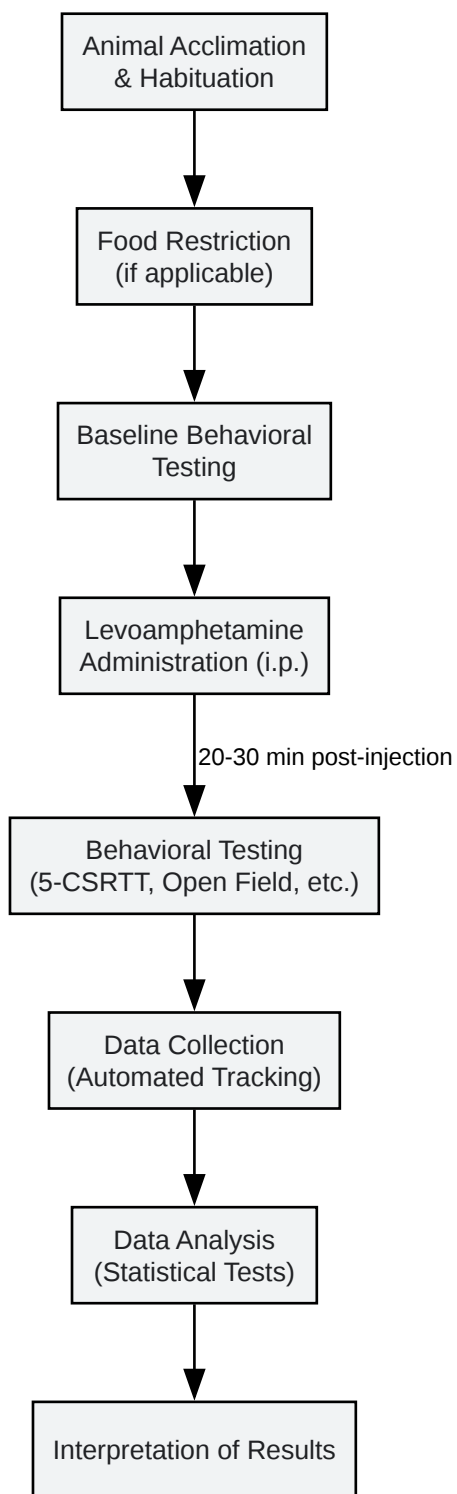 Animal Acclimation
& Habituation
Food Restriction
(if applicable)
Baseline Behavioral
Testing
Levoamphetamine
Administration (i.p.)
20-30 min post-injection
Behavioral Testing
(5-CSRTT, Open Field, etc.)
Data Collection
(Automated Tracking)
Data Analysis
(Statistical Tests)
Interpretation of Results